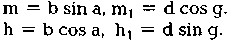 m = b sin a, m₁ = d cos g.
h = b cos a, h₁ = d sin g.